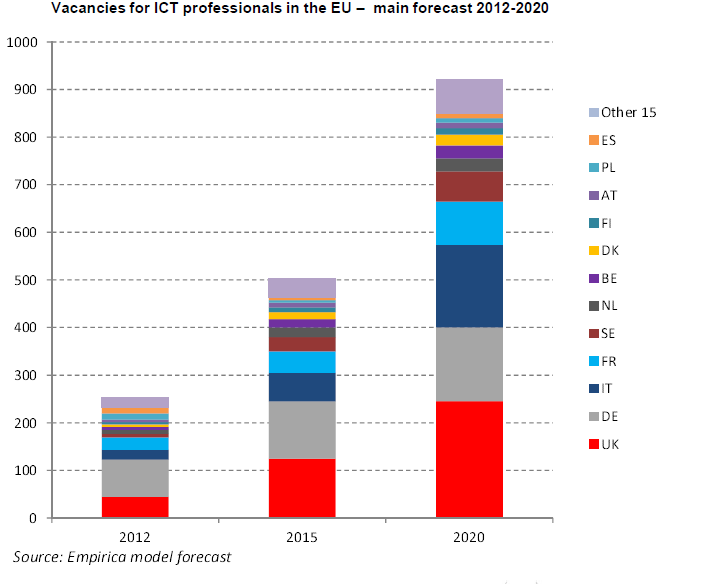 Vacancies for ICT professionals in the EU – main forecast 2012-2020
1000
900
800
700
600
500
400
300
200
100
0
2012
2015
2020
Other 15
ES
PL
AT
FI
DK
BE
NL
SE
FR
IT
DE
UK
Source: Empirica model forecast